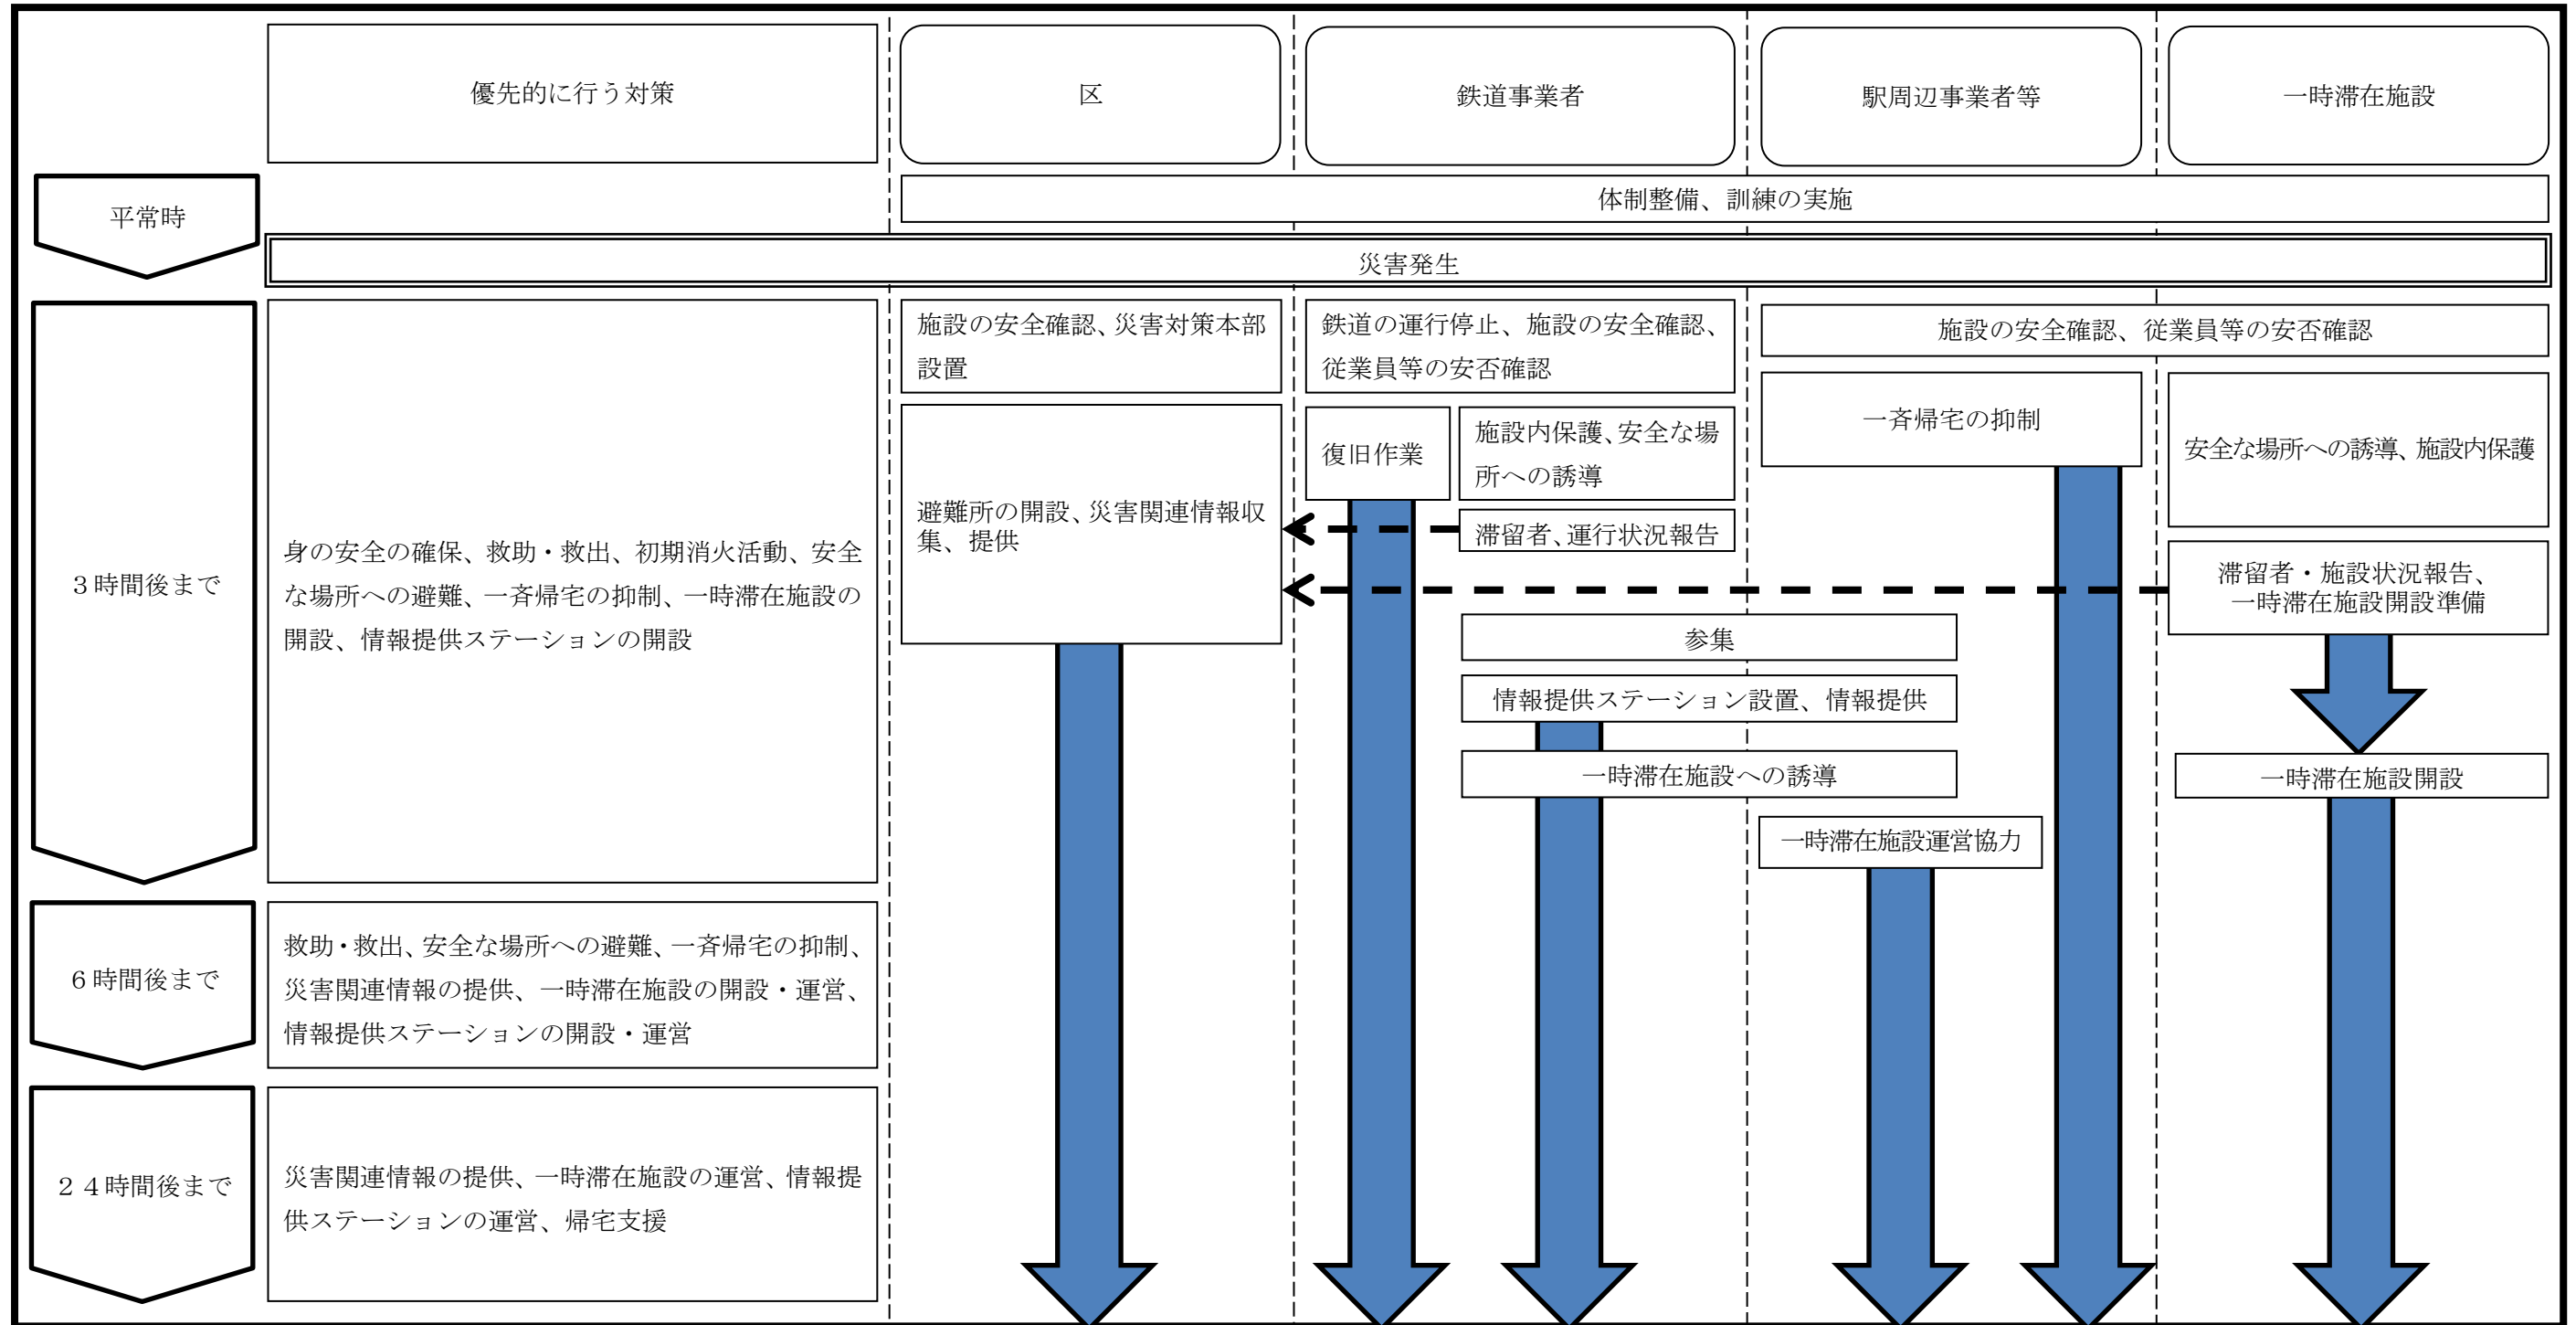 優先的に行う対策
区
鉄道事業者
駅周辺事業者等
一時滞在施設
平常時
体制整備、訓練の実施
災害発生
３時間後まで
身の安全の確保、救助・救出、初期消火活動、安全
な場所への避難、一斉帰宅の抑制、一時滞在施設の
開設、情報提供ステーションの開設
施設の安全確認、災害対策本部
設置
避難所の開設、災害関連情報収
集、提供
鉄道の運行停止、施設の安全確認、
従業員等の安否確認
復旧作業
施設内保護、安全な場
所への誘導
滞留者、運行状況報告
施設の安全確認、従業員等の安否確認
一斉帰宅の抑制
安全な場所への誘導、施設内保護
滞留者・施設状況報告、
一時滞在施設開設準備
参集
情報提供ステーション設置、情報提供
一時滞在施設への誘導
一時滞在施設開設
一時滞在施設運営協力
６時間後まで
救助・救出、安全な場所への避難、一斉帰宅の抑制、
災害関連情報の提供、一時滞在施設の開設・運営、
情報提供ステーションの開設・運営
２４時間後まで
災害関連情報の提供、一時滞在施設の運営、情報提
供ステーションの運営、帰宅支援